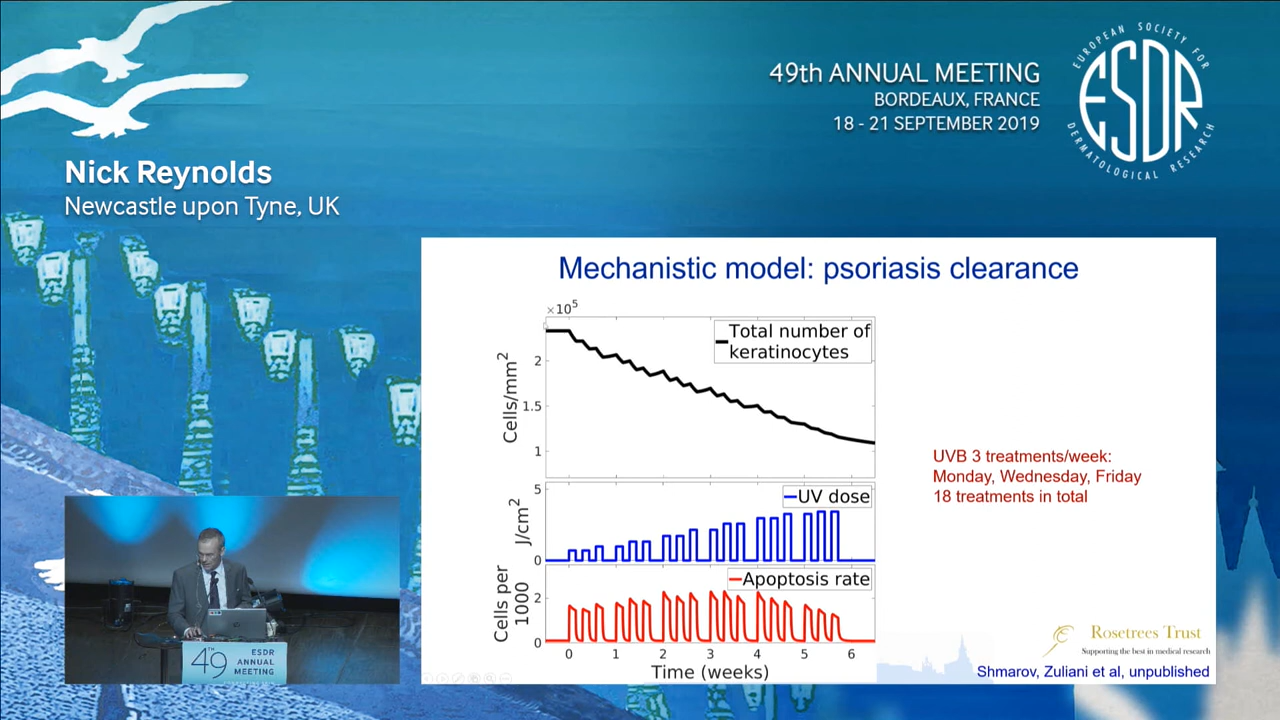 49th ANNUAL MEETING
BORDEAUX, FRANCE
18 - 21 SEPTEMBER 2019
EUROPEAN SOCIETY FOR
ESDR
DERMATOLOGICAL RESEARCH
Nick Reynolds
Newcastle upon Tyne, UK
Mechanistic model: psoriasis clearance
×10⁵
Total number of
keratinocytes
Cells/mm²
2
1.5
1
UV dose
J/cm²
5
0
Apoptosis rate
Cells per
1000
2
0
0 1 2 3 4 5 6
Time (weeks)
UVB 3 treatments/week:
Monday, Wednesday, Friday
18 treatments in total
Rosetrees Trust
Supporting the best in medical research
Shmarov, Zuliani et al, unpublished
49TH
ESDR
ANNUAL
MEETING